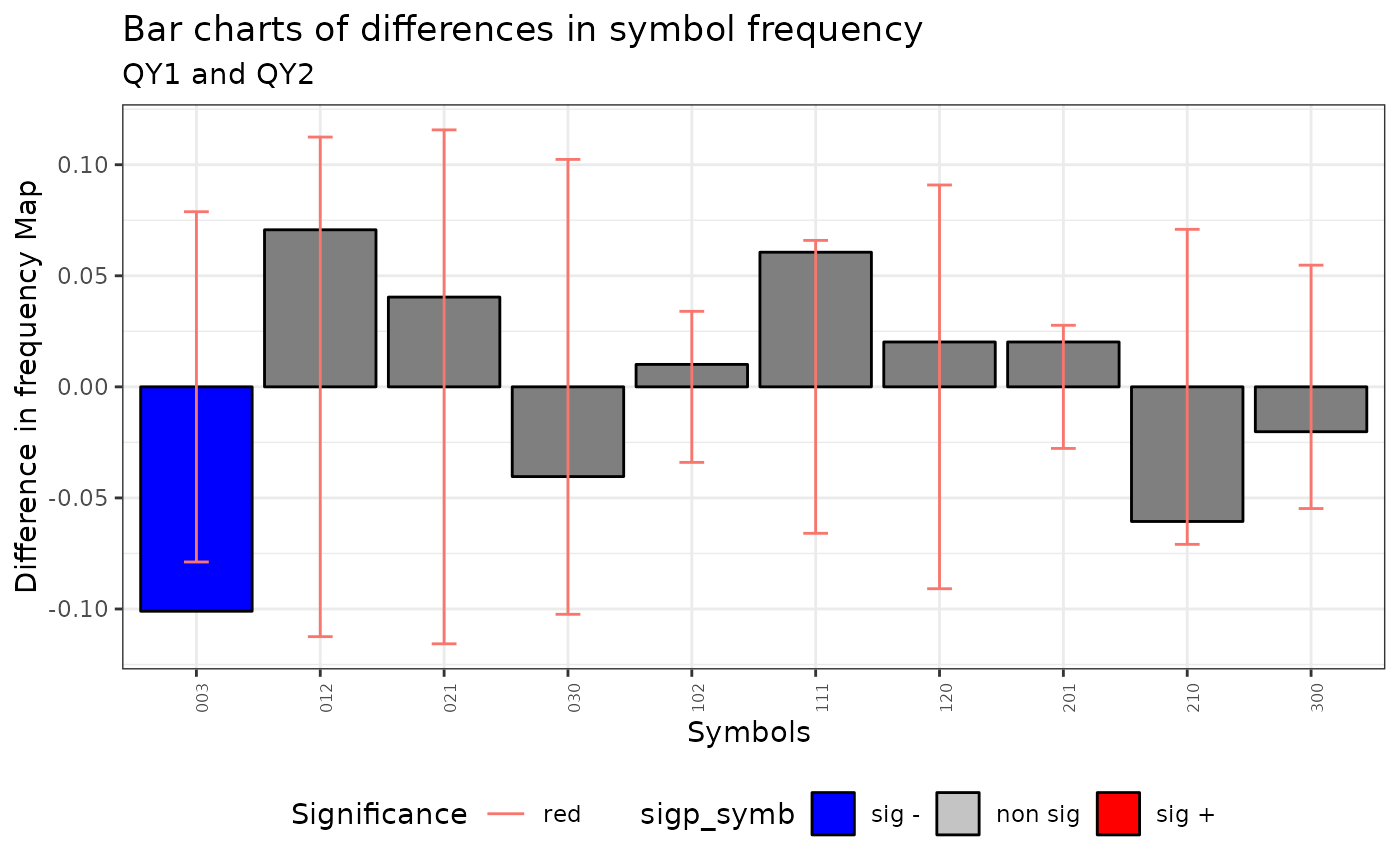 Bar charts of differences in symbol frequency
QY1 and QY2
Difference in frequency Map
0.10
0.05
0.00
-0.05
-0.10
003 012 021 030 102 111 120 201 210 300
Symbols
Significance red sigp_symb sig - non sig sig +